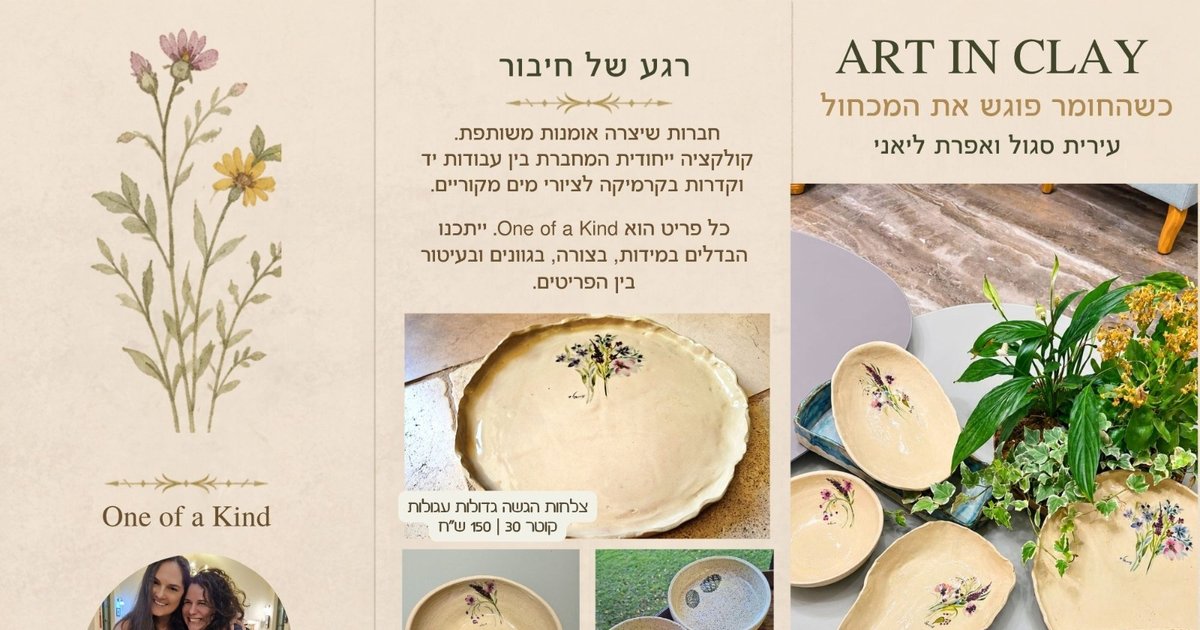 ART IN CLAY
כשהחומר פוגש את המכחול
עירית סגול ואפרת ליאני
רגע של חיבור
חברות שיצרה אומנות משותפת.
קולקציה ייחודית המחברת בין עבודות יד
וקדרות בקרמיקה לציורי מים מקוריים.
כל פריט הוא One of a Kind. ייתכנו
הבדלים במידות, בצורה, בגוונים ובעיטור
בין הפריטים.
צלחות הגשה גדולות עגולות
קוטר 30 | 150 ש"ח
One of a Kind